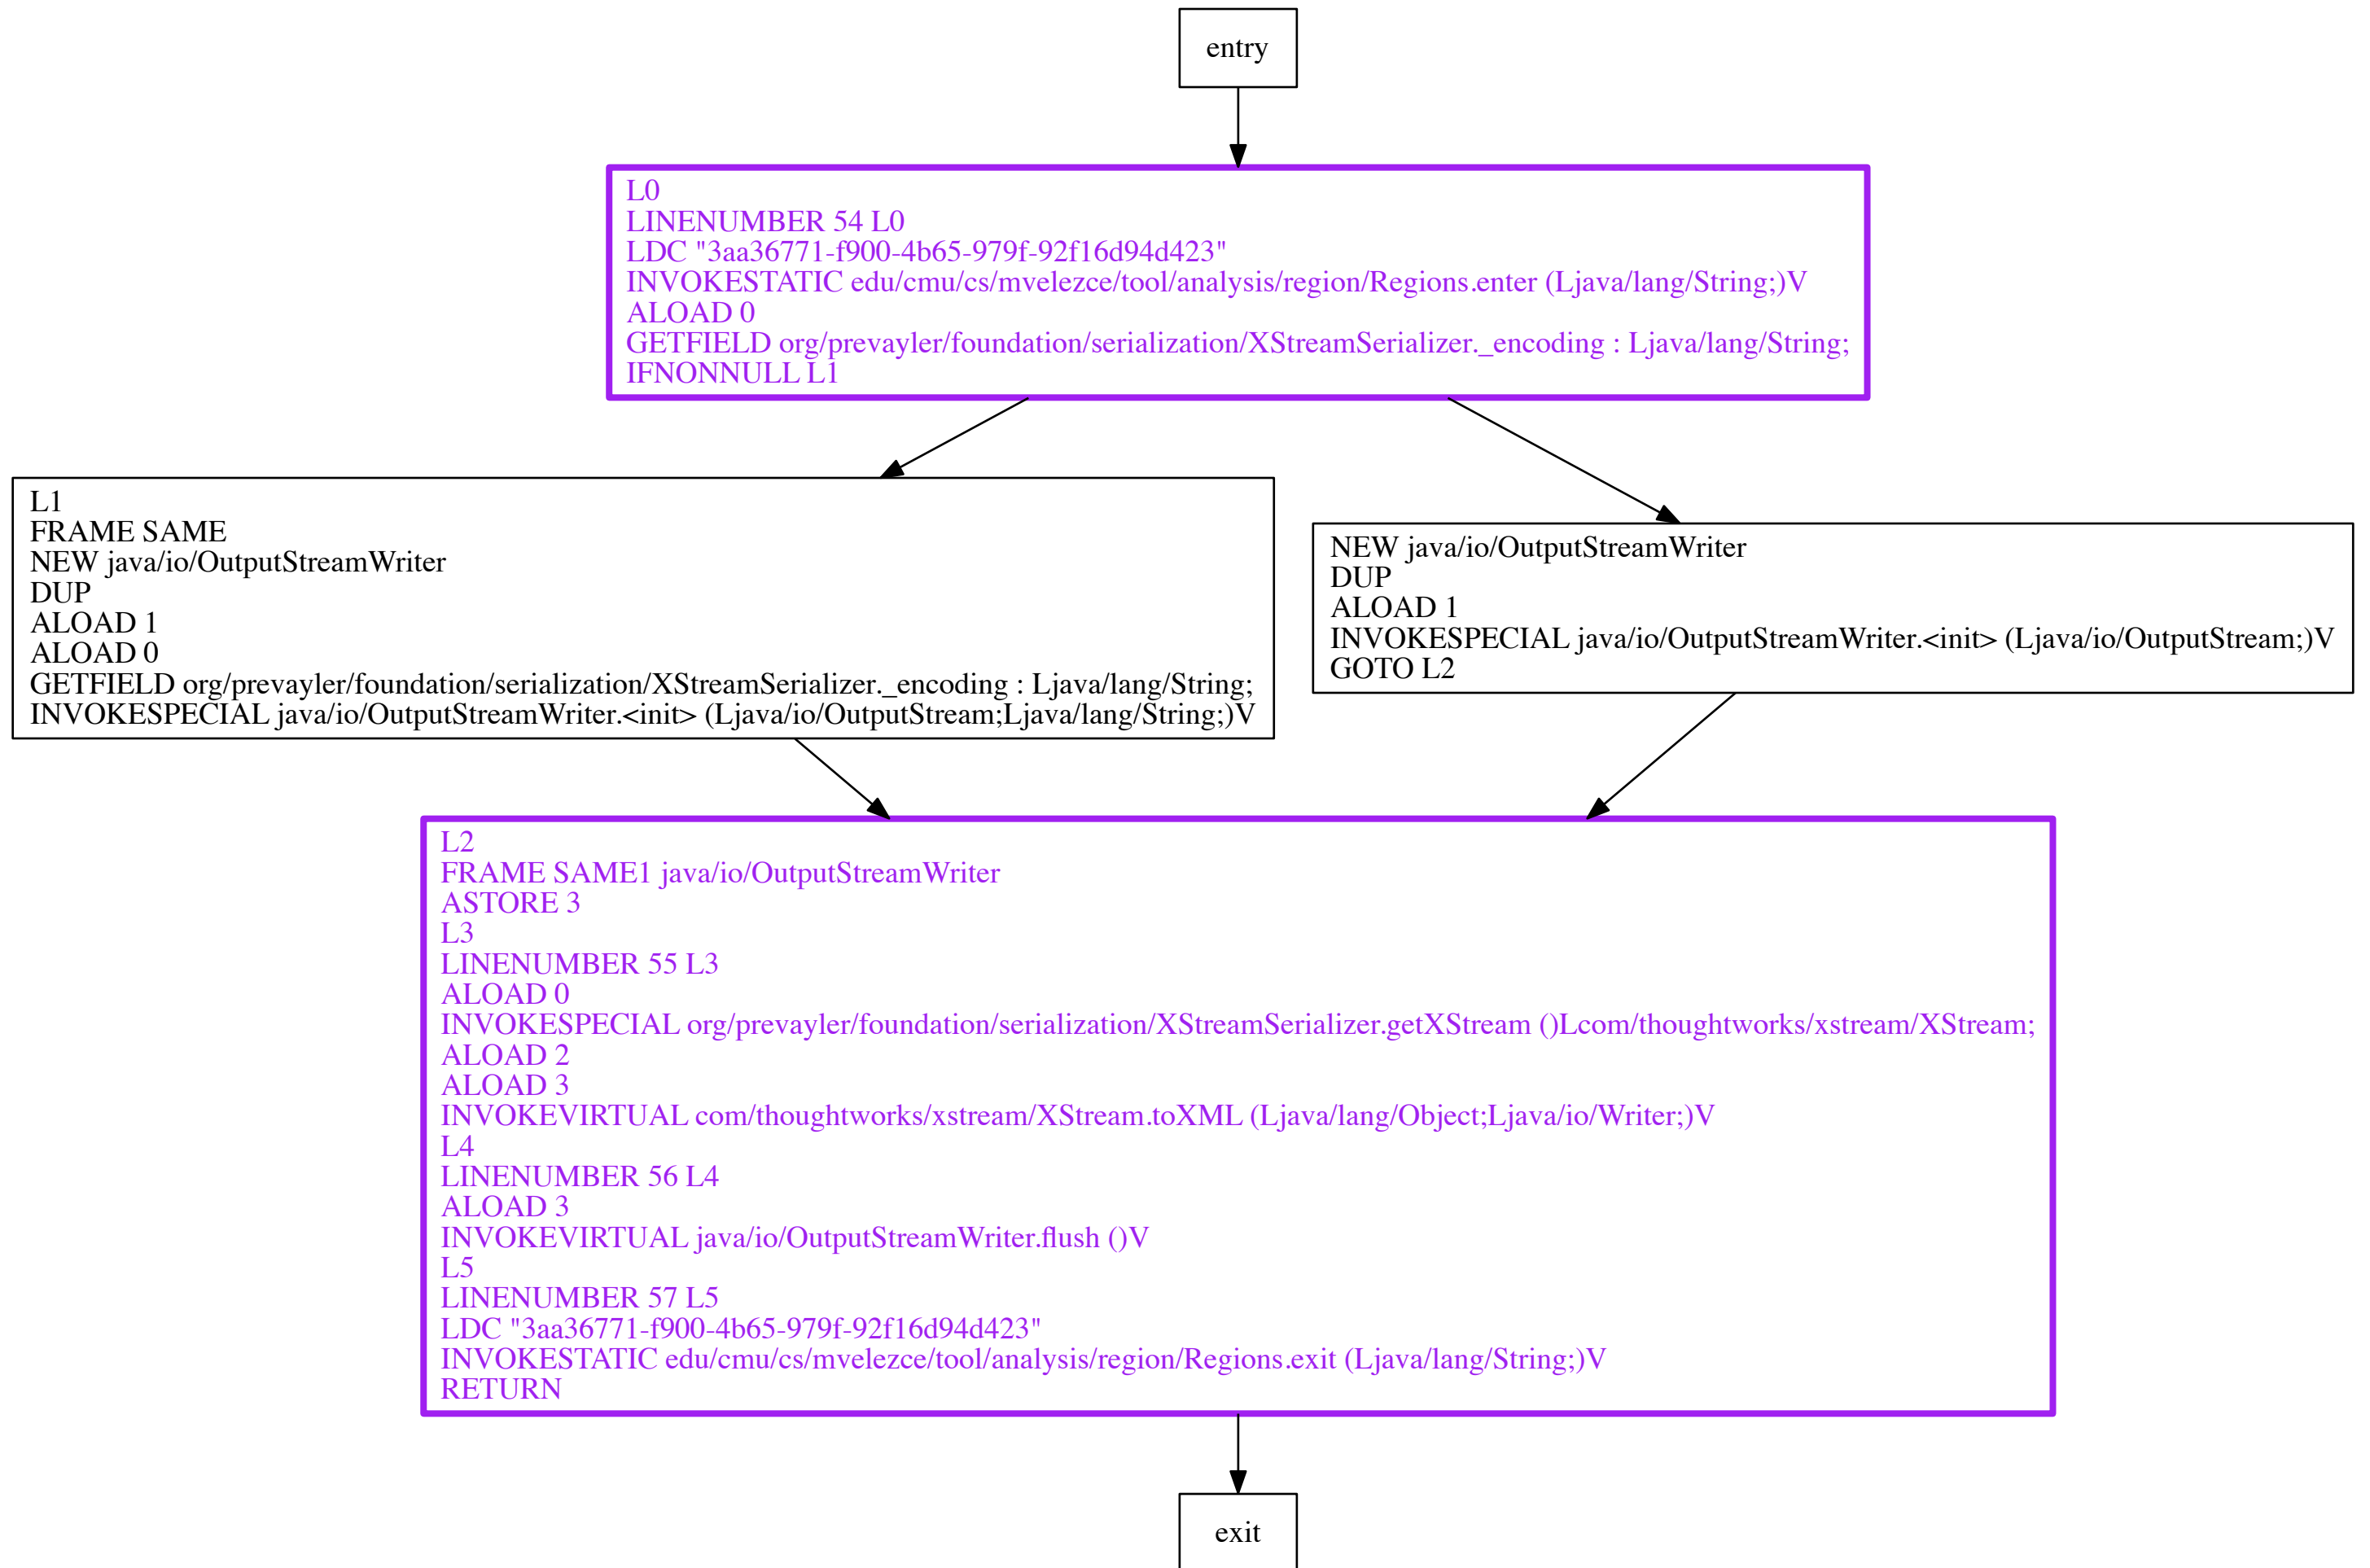 entry
L0
LINENUMBER 54 L0
LDC "3aa36771-f900-4b65-979f-92f16d94d423"
INVOKESTATIC edu/cmu/cs/mvelezce/tool/analysis/region/Regions.enter (Ljava/lang/String;)V
ALOAD 0
GETFIELD org/prevayler/foundation/serialization/XStreamSerializer._encoding : Ljava/lang/String;
IFNONNULL L1
L1
FRAME SAME
NEW java/io/OutputStreamWriter
DUP
ALOAD 1
ALOAD 0
GETFIELD org/prevayler/foundation/serialization/XStreamSerializer._encoding : Ljava/lang/String;
INVOKESPECIAL java/io/OutputStreamWriter.<init> (Ljava/io/OutputStream;Ljava/lang/String;)V
NEW java/io/OutputStreamWriter
DUP
ALOAD 1
INVOKESPECIAL java/io/OutputStreamWriter.<init> (Ljava/io/OutputStream;)V
GOTO L2
L2
FRAME SAME1 java/io/OutputStreamWriter
ASTORE 3
L3
LINENUMBER 55 L3
ALOAD 0
INVOKESPECIAL org/prevayler/foundation/serialization/XStreamSerializer.getXStream ()Lcom/thoughtworks/xstream/XStream;
ALOAD 2
ALOAD 3
INVOKEVIRTUAL com/thoughtworks/xstream/XStream.toXML (Ljava/lang/Object;Ljava/io/Writer;)V
L4
LINENUMBER 56 L4
ALOAD 3
INVOKEVIRTUAL java/io/OutputStreamWriter.flush ()V
L5
LINENUMBER 57 L5
LDC "3aa36771-f900-4b65-979f-92f16d94d423"
INVOKESTATIC edu/cmu/cs/mvelezce/tool/analysis/region/Regions.exit (Ljava/lang/String;)V
RETURN
exit